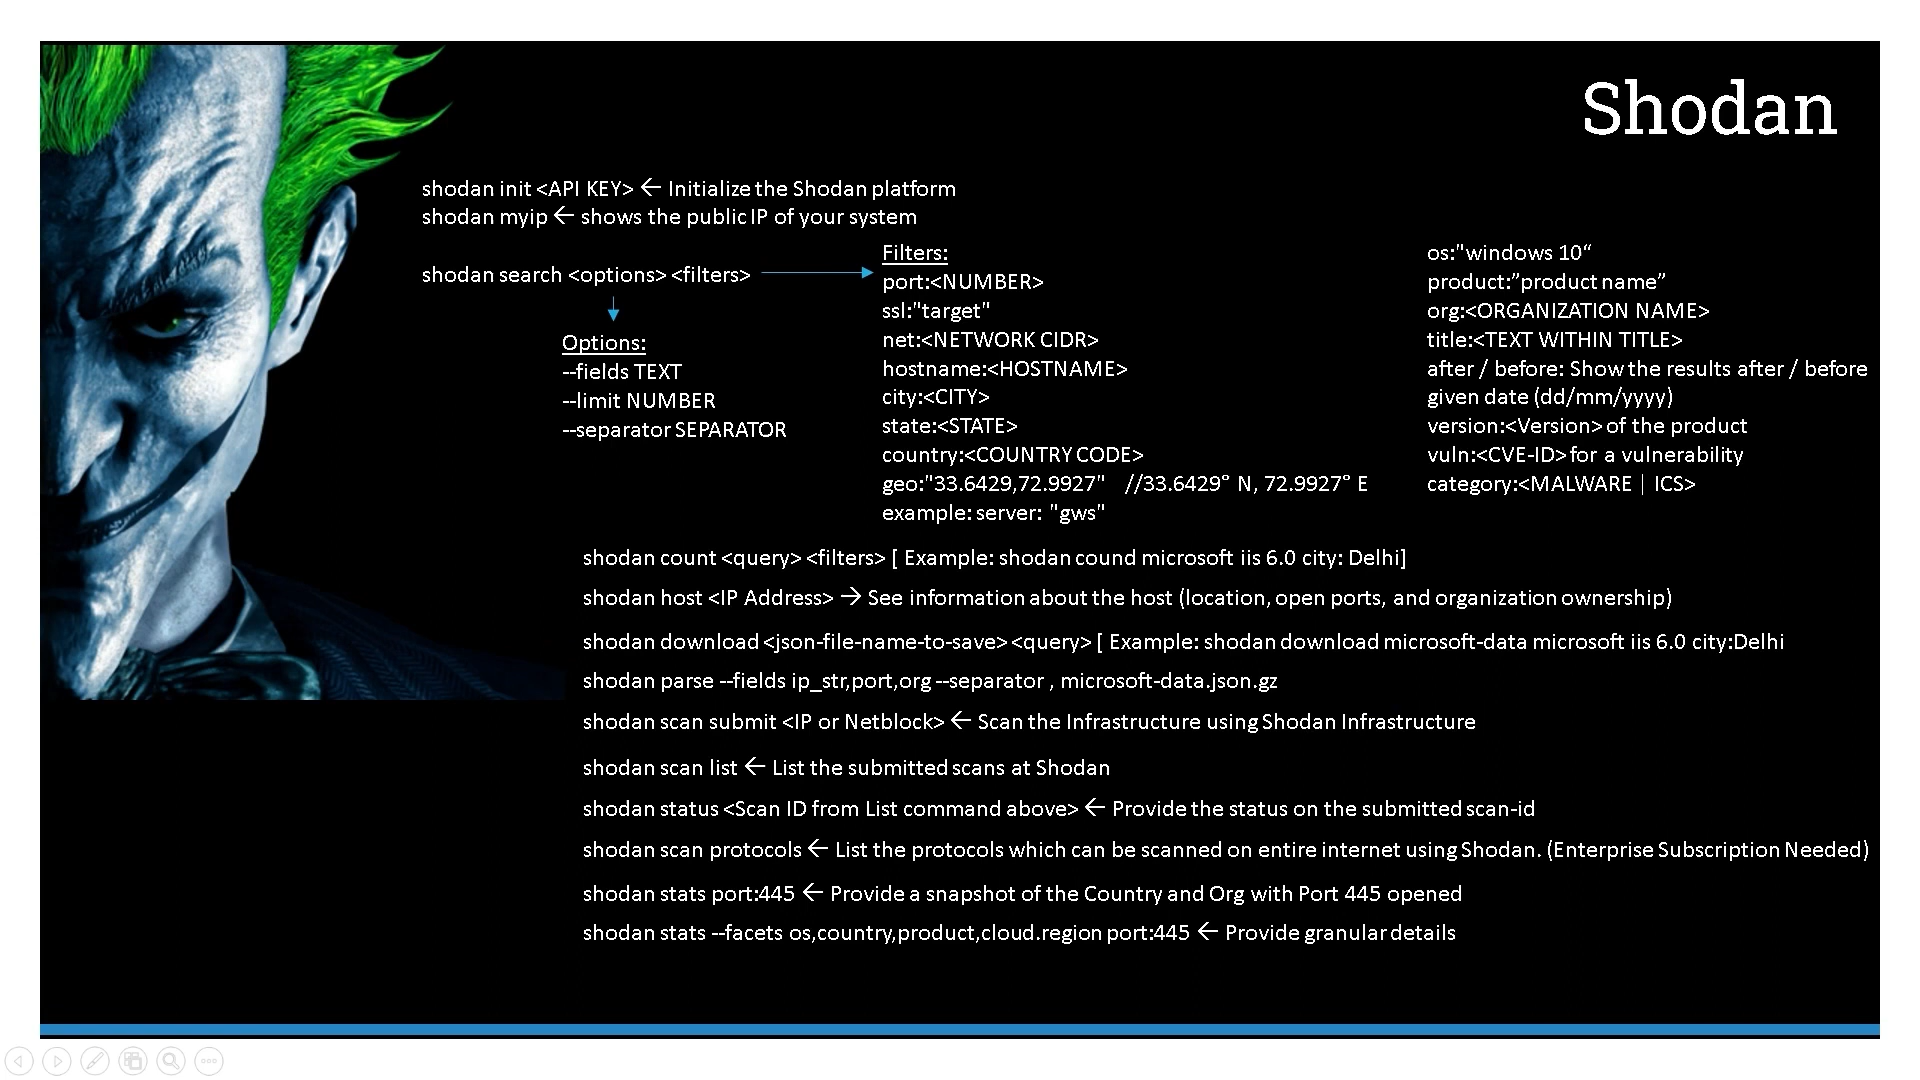 Shodan
shodan init <API KEY> ← Initialize the Shodan platform
shodan myip ← shows the public IP of your system
shodan search <options> <filters>
Options:
--fields TEXT
--limit NUMBER
--separator SEPARATOR
Filters:
port:<NUMBER>
ssl:"target"
net:<NETWORK CIDR>
hostname:<HOSTNAME>
city:<CITY>
state:<STATE>
country:<COUNTRY CODE>
geo:"33.6429,72.9927" //33.6429° N, 72.9927° E
example: server: "gws"
os:"windows 10“
product:”product name”
org:<ORGANIZATION NAME>
title:<TEXT WITHIN TITLE>
after / before: Show the results after / before
given date (dd/mm/yyyy)
version:<Version> of the product
vuln:<CVE-ID> for a vulnerability
category:<MALWARE | ICS>
shodan count <query> <filters> [ Example: shodan cound microsoft iis 6.0 city: Delhi]
shodan host <IP Address> → See information about the host (location, open ports, and organization ownership)
shodan download <json-file-name-to-save> <query> [ Example: shodan download microsoft-data microsoft iis 6.0 city:Delhi
shodan parse --fields ip_str,port,org --separator , microsoft-data.json.gz
shodan scan submit <IP or Netblock> ← Scan the Infrastructure using Shodan Infrastructure
shodan scan list ← List the submitted scans at Shodan
shodan status <Scan ID from List command above> ← Provide the status on the submitted scan-id
shodan scan protocols ← List the protocols which can be scanned on entire internet using Shodan. (Enterprise Subscription Needed)
shodan stats port:445 ← Provide a snapshot of the Country and Org with Port 445 opened
shodan stats --facets os,country,product,cloud.region port:445 ← Provide granular details